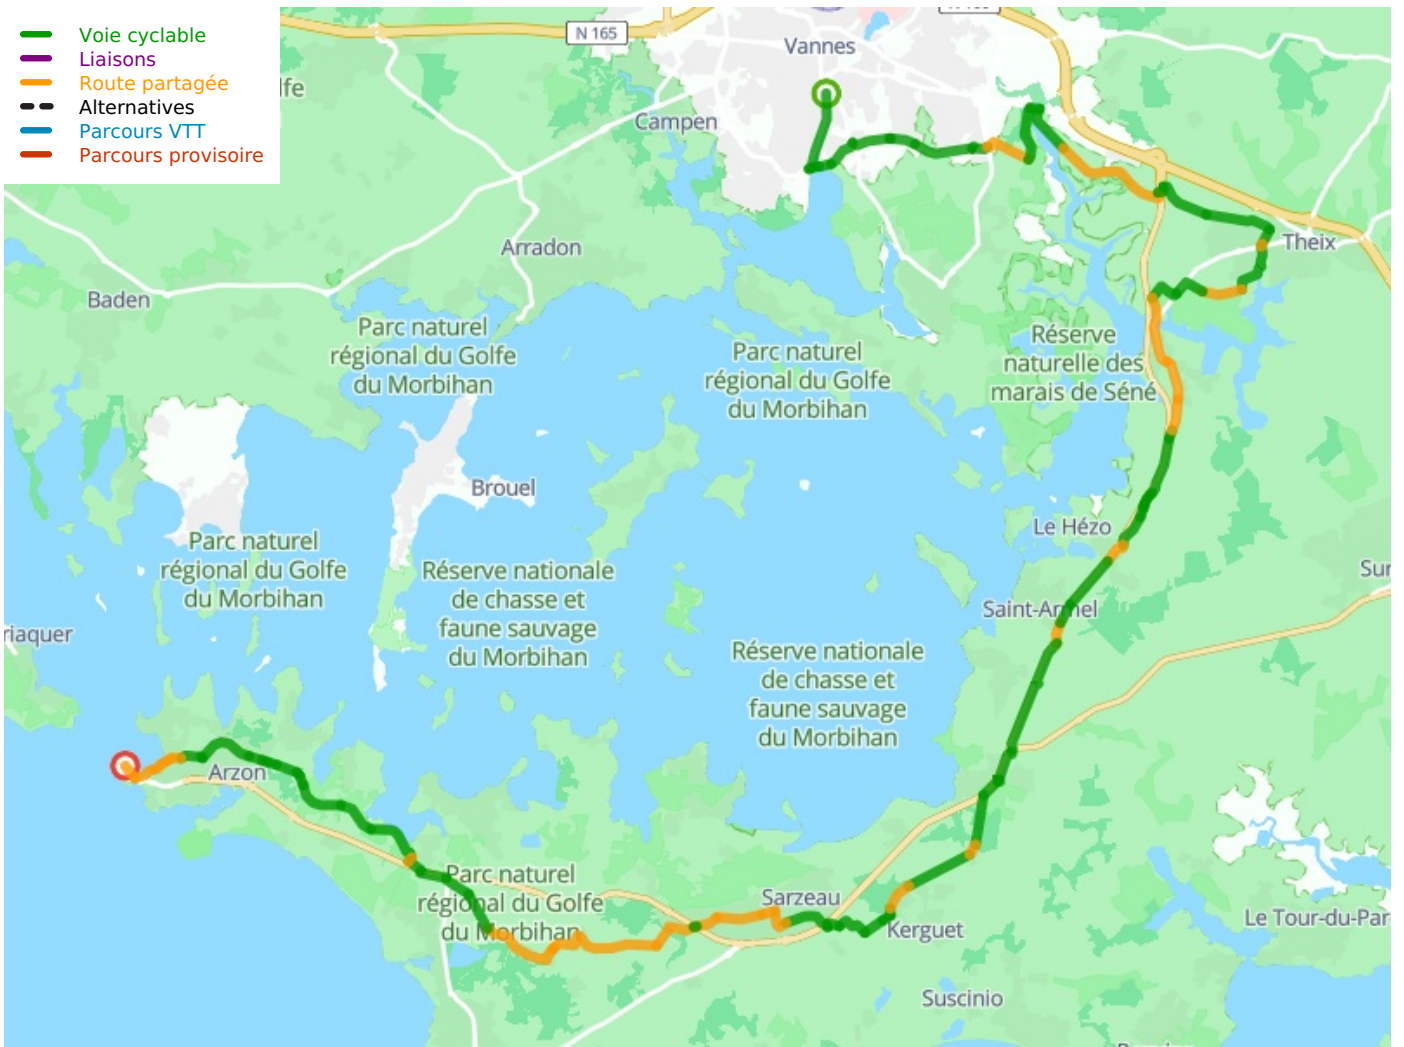 Voie cyclable
Liaisons
Route partagée
Alternatives
Parcours VTT
Parcours provisoire
lfe
N 165
Vannes
Campen
Arradon
Theix
Baden
Parc naturel
régional du Golfe
du Morbihan
Parc naturel
régional du Golfe
du Morbihan
Réserve
naturelle des
marais de Séné
Brouel
Le Hézo
Parc naturel
régional du Golfe
du Morbihan
Réserve nationale
de chasse et
faune sauvage
du Morbihan
Sur
Saint-Armel
riaquer
Réserve nationale
de chasse et
faune sauvage
du Morbihan
Arzon
Parc naturel
régional du Golfe
du Morbihan
Sarzeau
Kerguet
Le Tour-du-Par
Suscinio